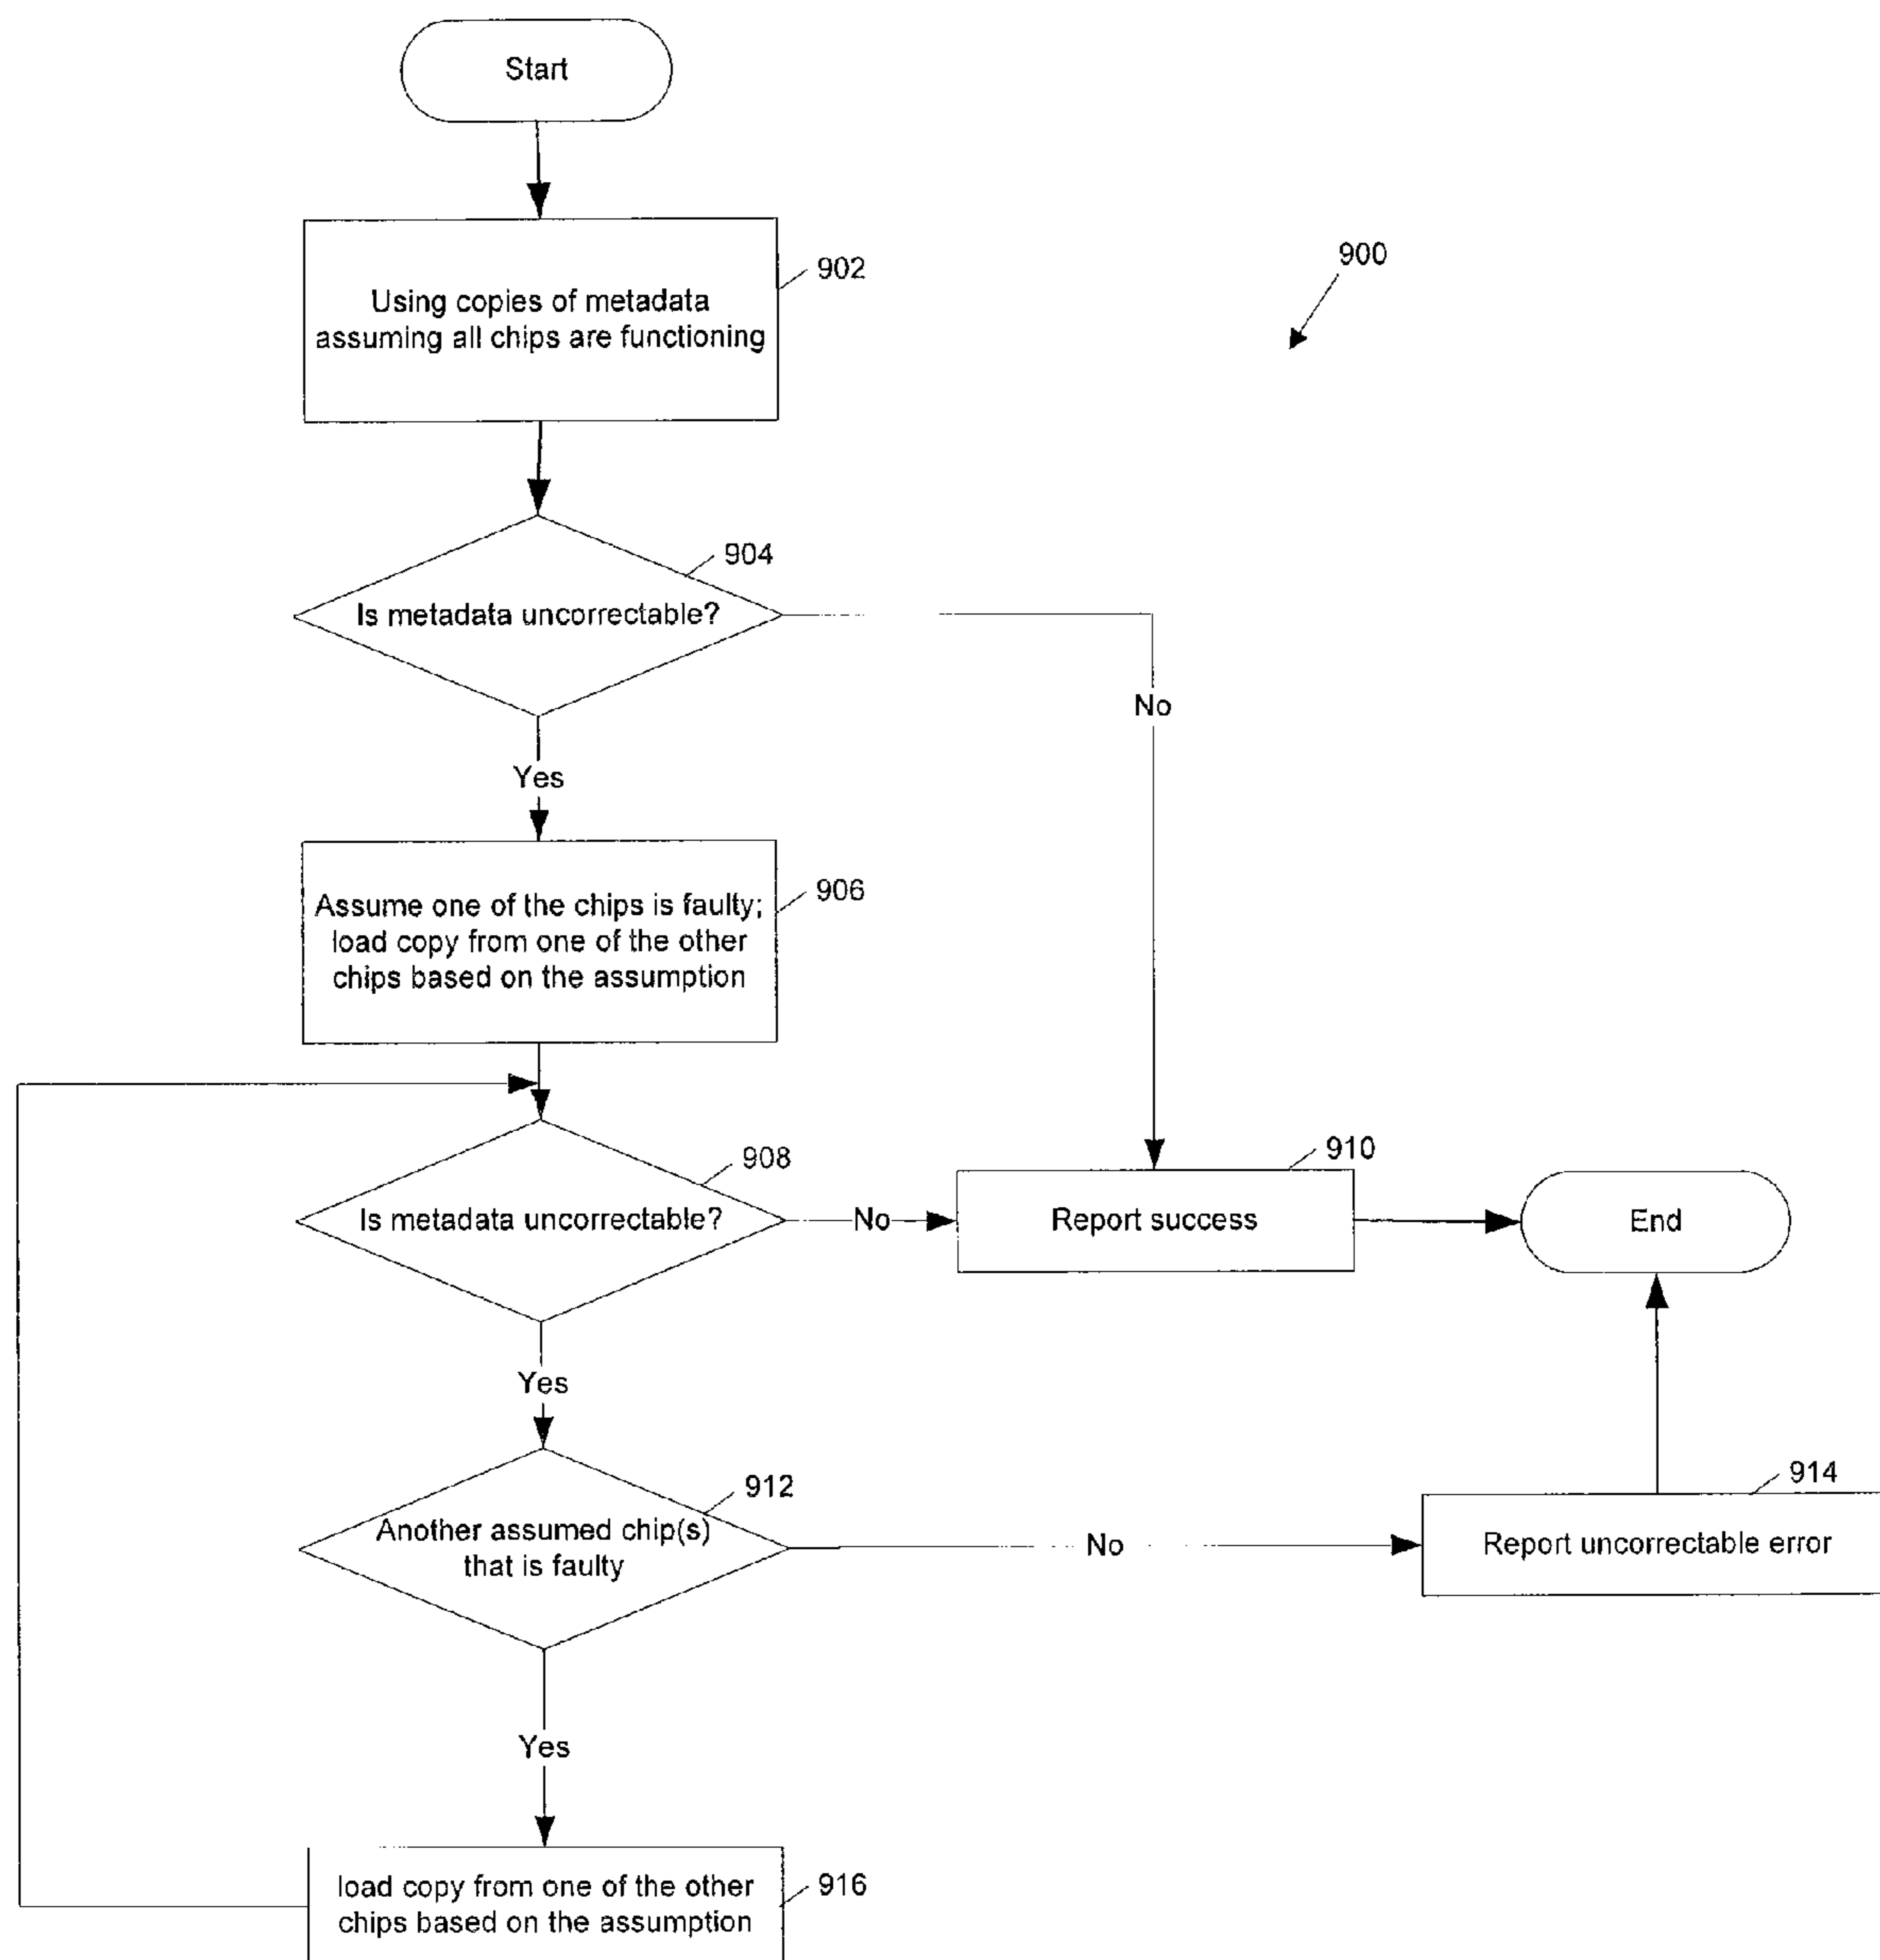 Start
902
Using copies of metadata
assuming all chips are functioning
900
904
Is metadata uncorrectable?
No
Yes
906
Assume one of the chips is faulty;
load copy from one of the other
chips based on the assumption
908
Is metadata uncorrectable?
No
910
Report success
End
Yes
912
Another assumed chip(s)
that is faulty
No
914
Report uncorrectable error
Yes
916
load copy from one of the other
chips based on the assumption